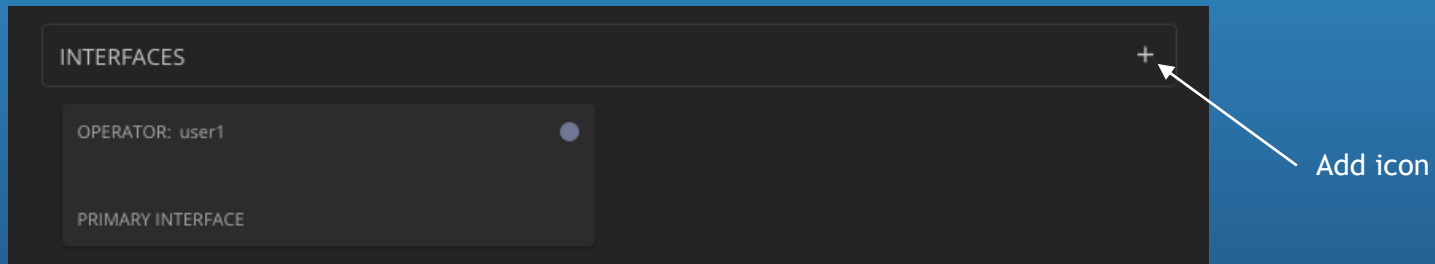 INTERFACES +
OPERATOR: user1
PRIMARY INTERFACE
Add icon